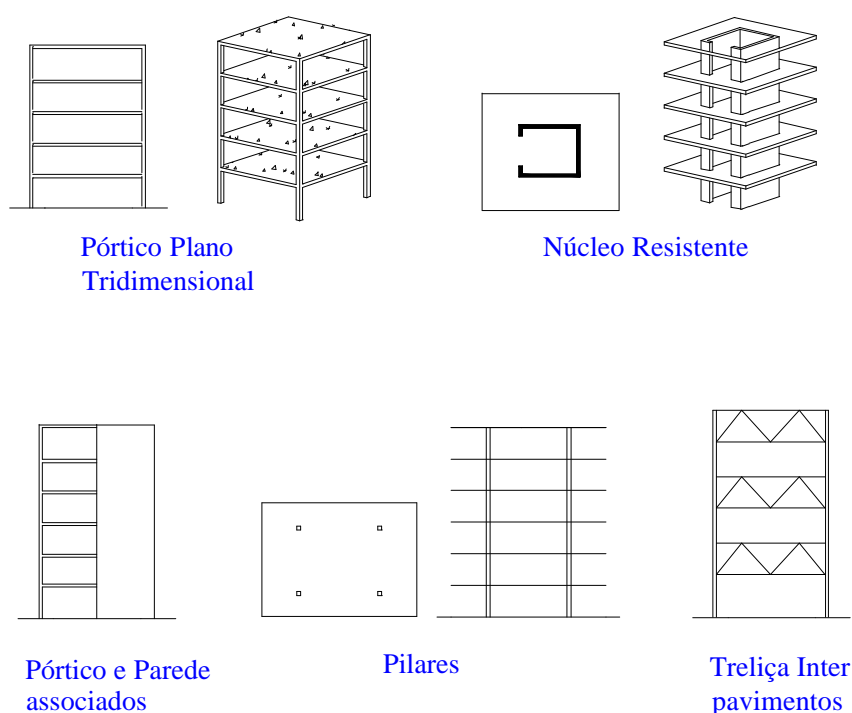 Pórtico Plano
Tridimensional
Núcleo Resistente
Pórtico e Parede
associados
Pilares
Treliça Inter
pavimentos